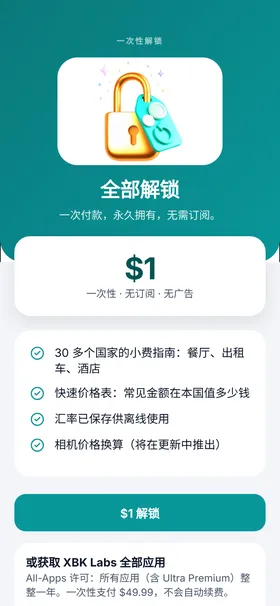 一次性解锁
全部解锁
一次付款，永久拥有，无需订阅。
$1
一次性 · 无订阅 · 无广告
30 多个国家的小费指南：餐厅、出租
车、酒店
快速价格表：常见金额在本国值多少钱
汇率已保存供离线使用
相机价格换算（将在更新中推出）
$1 解锁
或获取 XBK Labs 全部应用
All-Apps 许可：所有应用（含 Ultra Premium）整
整一年。一次性支付 $49.99，不会自动续费。